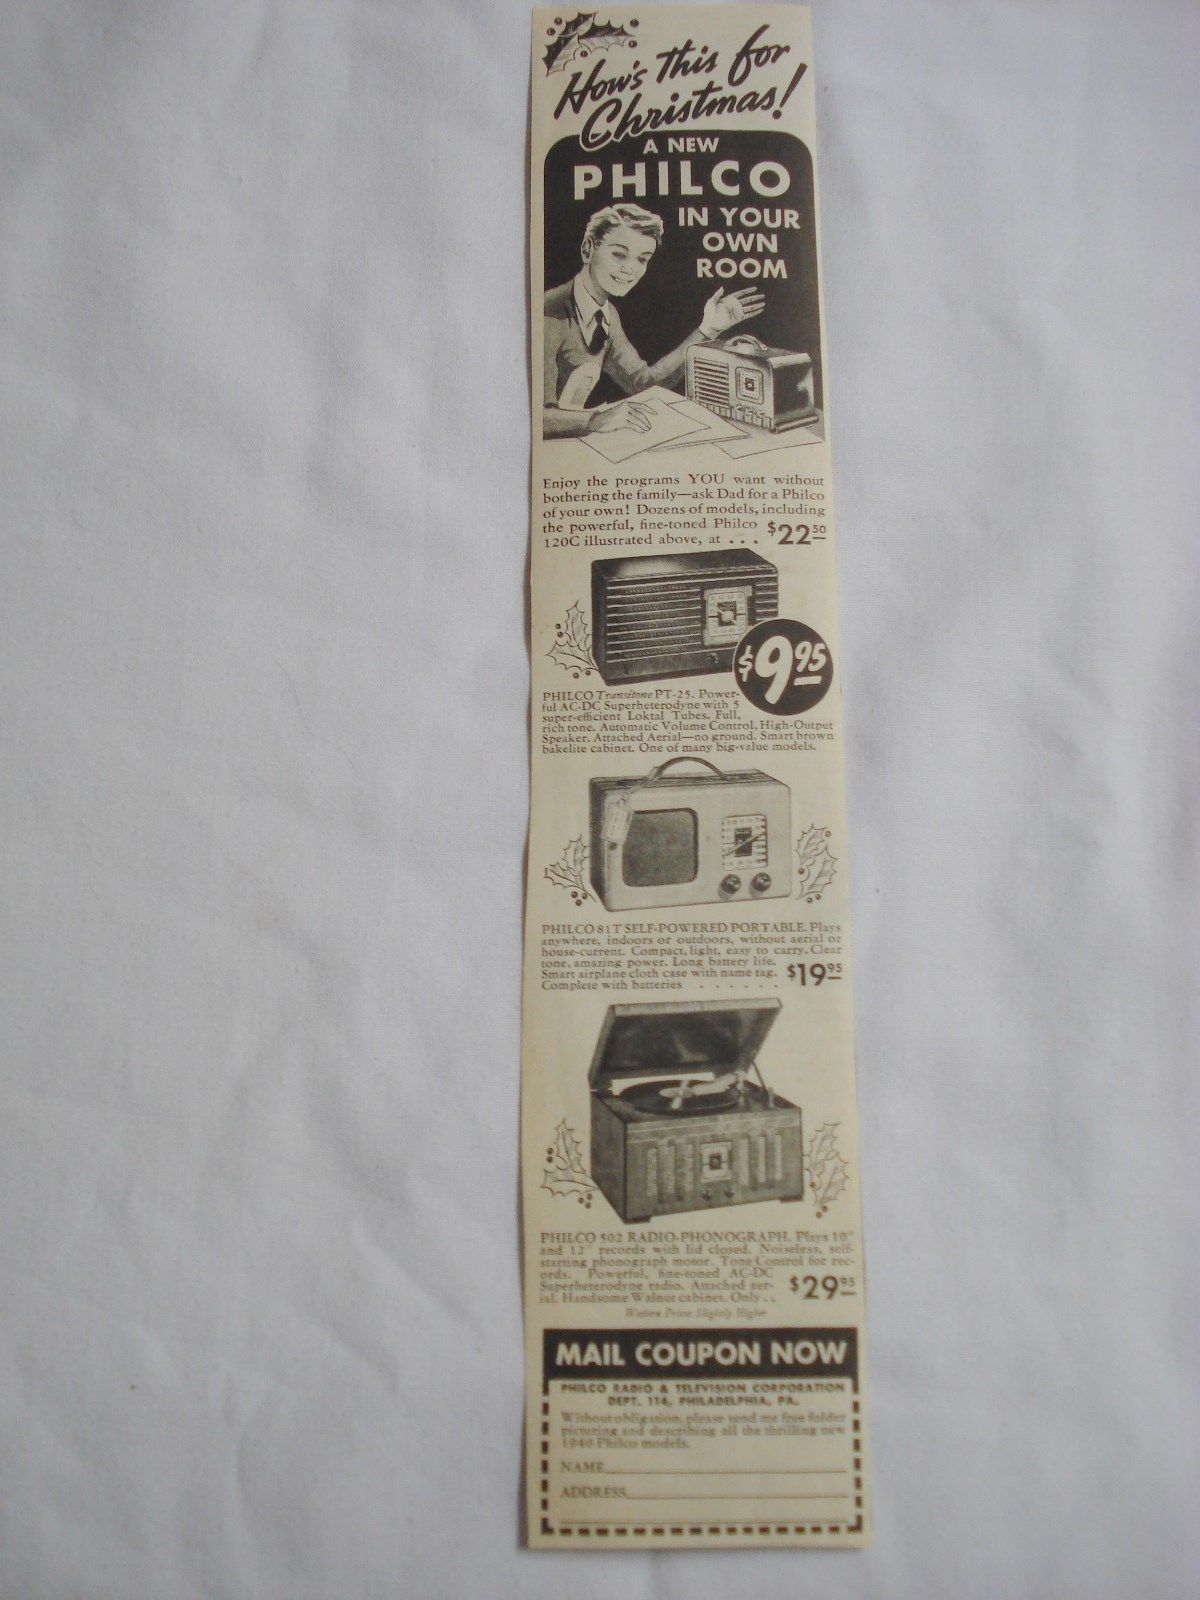 How's This for
Christmas!
A NEW
PHILCO
IN YOUR
OWN
ROOM
Enjoy the programs YOU want without
bothering the family—ask Dad for a Philco
of your own! Dozens of models, including
the powerful, fine-toned Philco
120C illustrated above, at . . . $22.50
$9.95
PHILCO Transitone PT-25. Power-
ful AC-DC Superheterodyne with 5
super-efficient Loktal Tubes. Full,
rich tone. Automatic Volume Control, High-Output
Speaker. Attached Aerial—no ground. Smart brown
bakelite cabinet. One of many big-value models.
PHILCO 81T SELF-POWERED PORTABLE. Plays
anywhere, indoors or outdoors, without aerial or
house-current. Compact, light, easy to carry. Clear
tone, amazing power. Long battery life.
Smart airplane cloth case with name tag.
Complete with batteries . . . . . . $19.95
PHILCO 502 RADIO-PHONOGRAPH. Plays 10"
and 12" records with lid closed. Noiseless, self-
starting phonograph motor. Tone Control for rec-
ords. Powerful, fine-toned AC-DC
Superheterodyne radio. Attached aer-
ial. Handsome Walnut cabinet. Only . . $29.95
Western Prices Slightly Higher
MAIL COUPON NOW
PHILCO RADIO & TELEVISION CORPORATION
DEPT. 114, PHILADELPHIA, PA.
Without obligation, please send me free folder
picturing and describing all the thrilling new
1940 Philco models.
NAME
ADDRESS